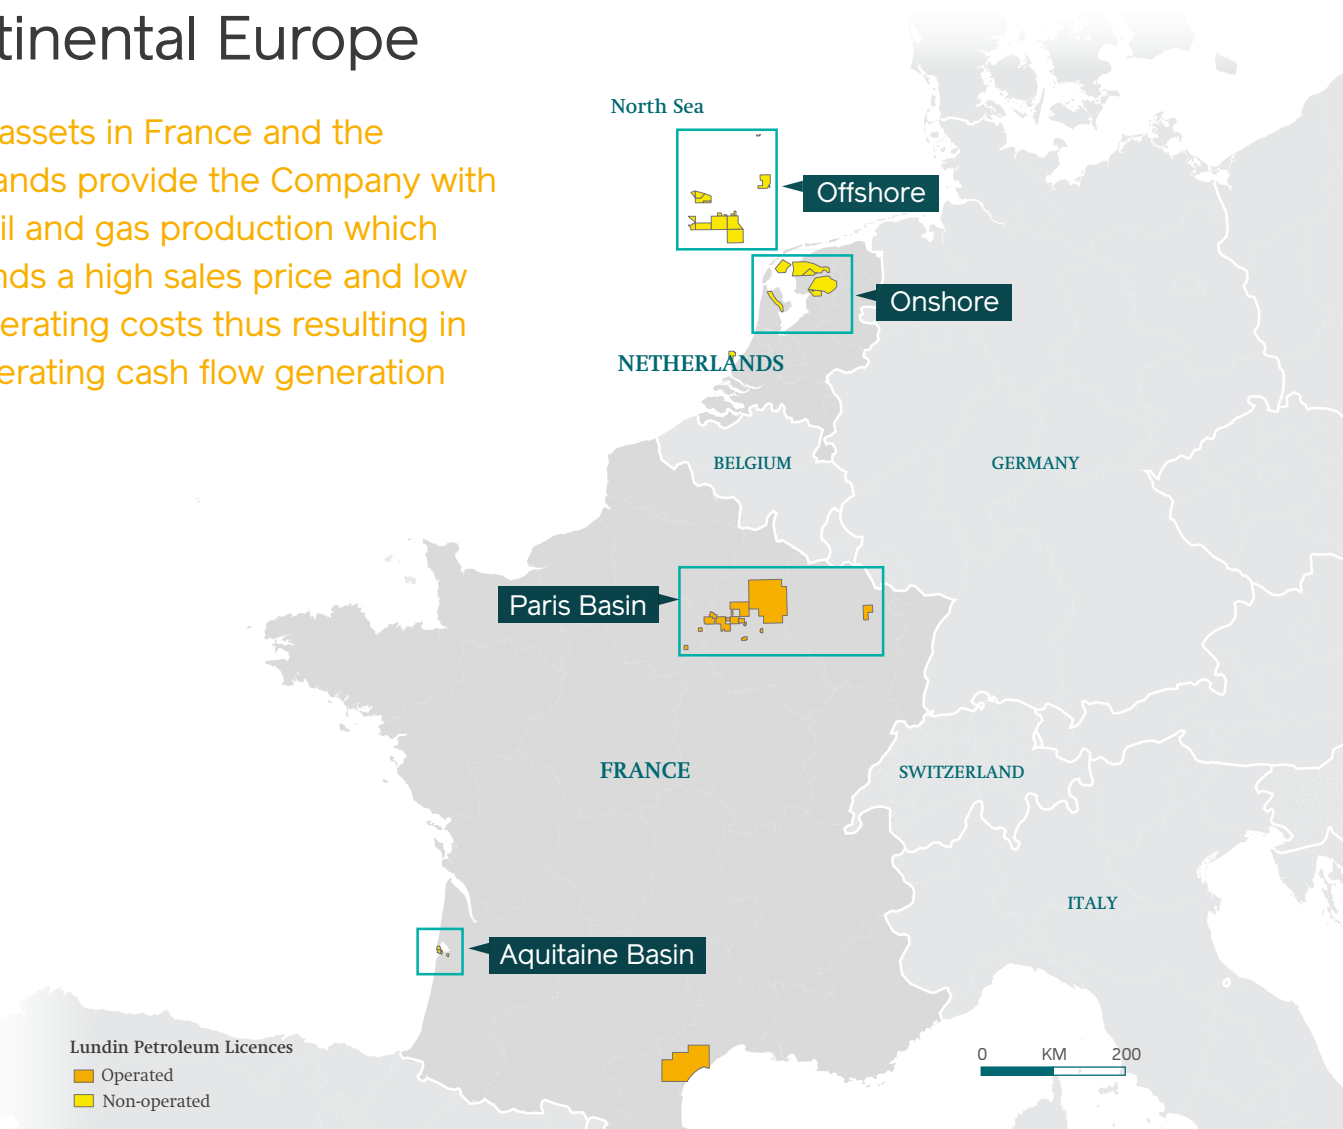 tinental Europe
assets in France and the
ands provide the Company with
il and gas production which
nds a high sales price and low
erating costs thus resulting in
erating cash flow generation
North Sea
Offshore
Onshore
NETHERLANDS
BELGIUM
GERMANY
Paris Basin
FRANCE
SWITZERLAND
ITALY
Aquitaine Basin
Lundin Petroleum Licences
Operated
Non-operated
0 KM 200